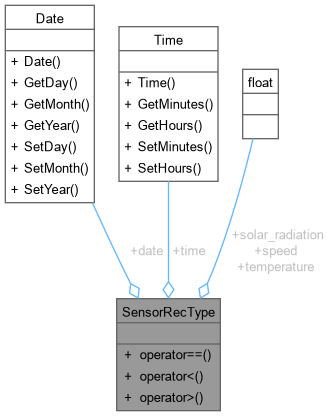 Date
+ Date()
+ GetDay()
+ GetMonth()
+ GetYear()
+ SetDay()
+ SetMonth()
+ SetYear()
Time
+ Time()
+ GetMinutes()
+ GetHours()
+ SetMinutes()
+ SetHours()
float
+date
+time
+solar_radiation
+speed
+temperature
SensorRecType
+ operator==()
+ operator<()
+ operator>()